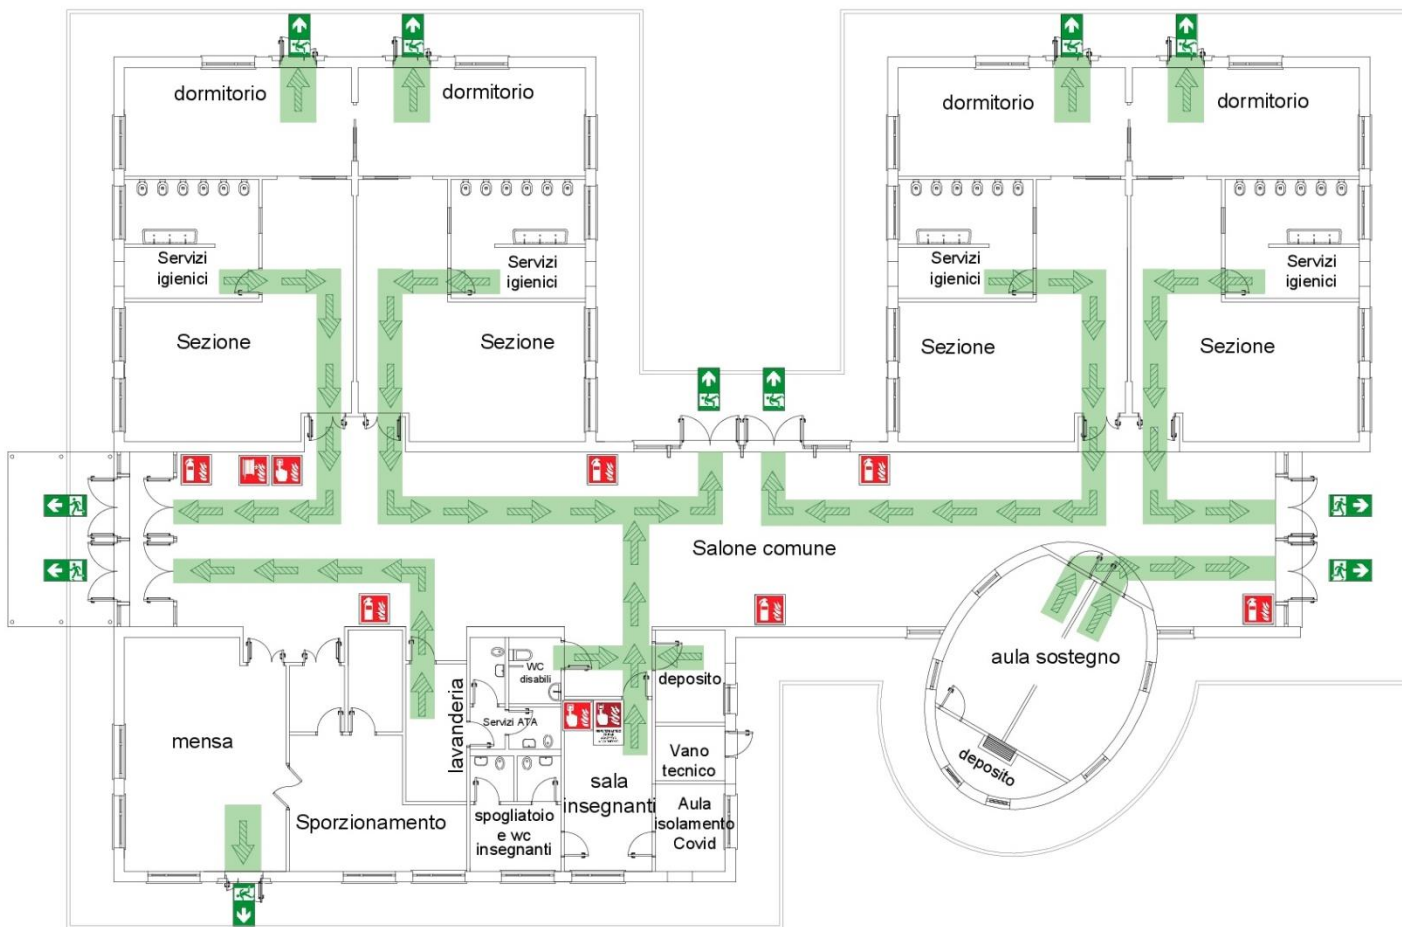 dormitorio
dormitorio
dormitorio
dormitorio
Servizi
igienici
Servizi
igienici
Servizi
igienici
Servizi
igienici
Sezione
Sezione
Sezione
Sezione
Salone comune
aula sostegno
deposito
WC
disabili
deposito
lavanderia
Servizi ATA
mensa
Vano
tecnico
sala
insegnanti
Sporzionamento
spogliatoio
e wc
insegnanti
Aula
isolamento
Covid